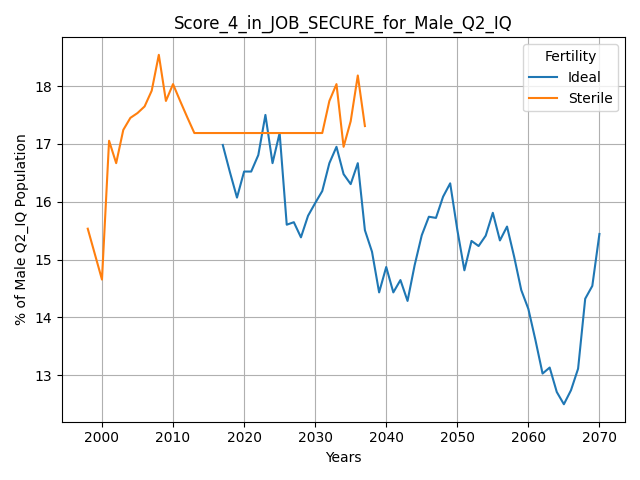 Score_4_in_JOB_SECURE_for_Male_Q2_IQ
Fertility
Ideal
Sterile
% of Male Q2_IQ Population
18
17
16
15
14
13
2000 2010 2020 2030 2040 2050 2060 2070
Years